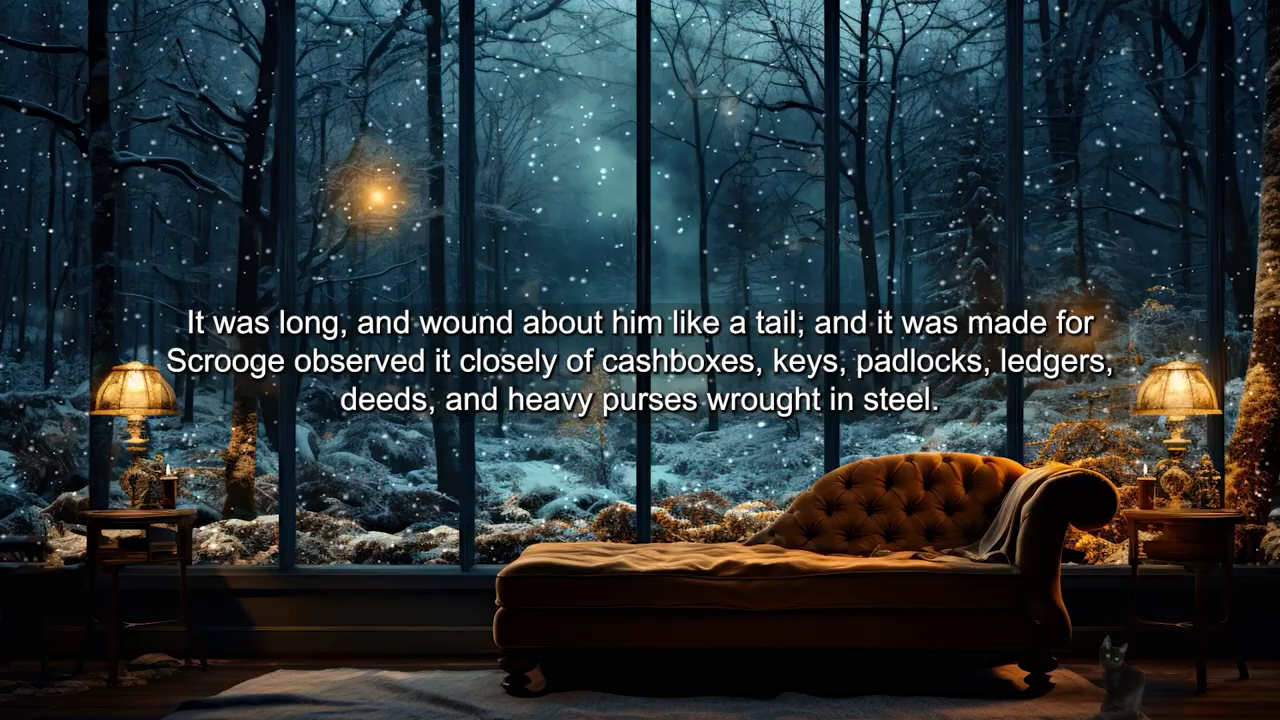 It was long, and wound about him like a tail; and it was made for
Scrooge observed it closely of cashboxes, keys, padlocks, ledgers,
deeds, and heavy purses wrought in steel.